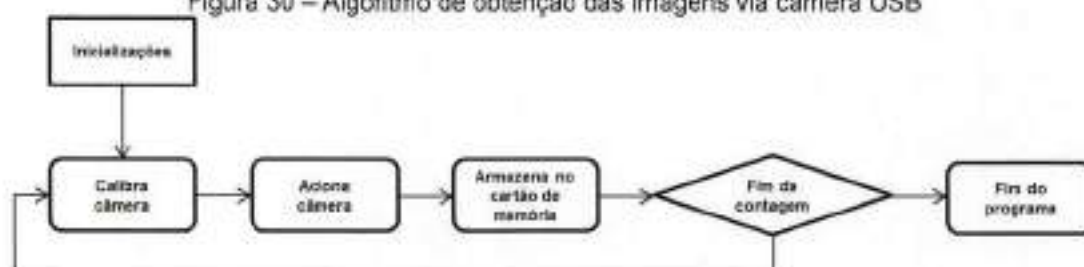 Figura 30 – Algoritmo de obtenção das imagens via câmera USB
Inicializações
Calibra
câmera
Aciona
câmera
Armazena no
cartão de
memória
Fim da
contagem
Fim do
programa